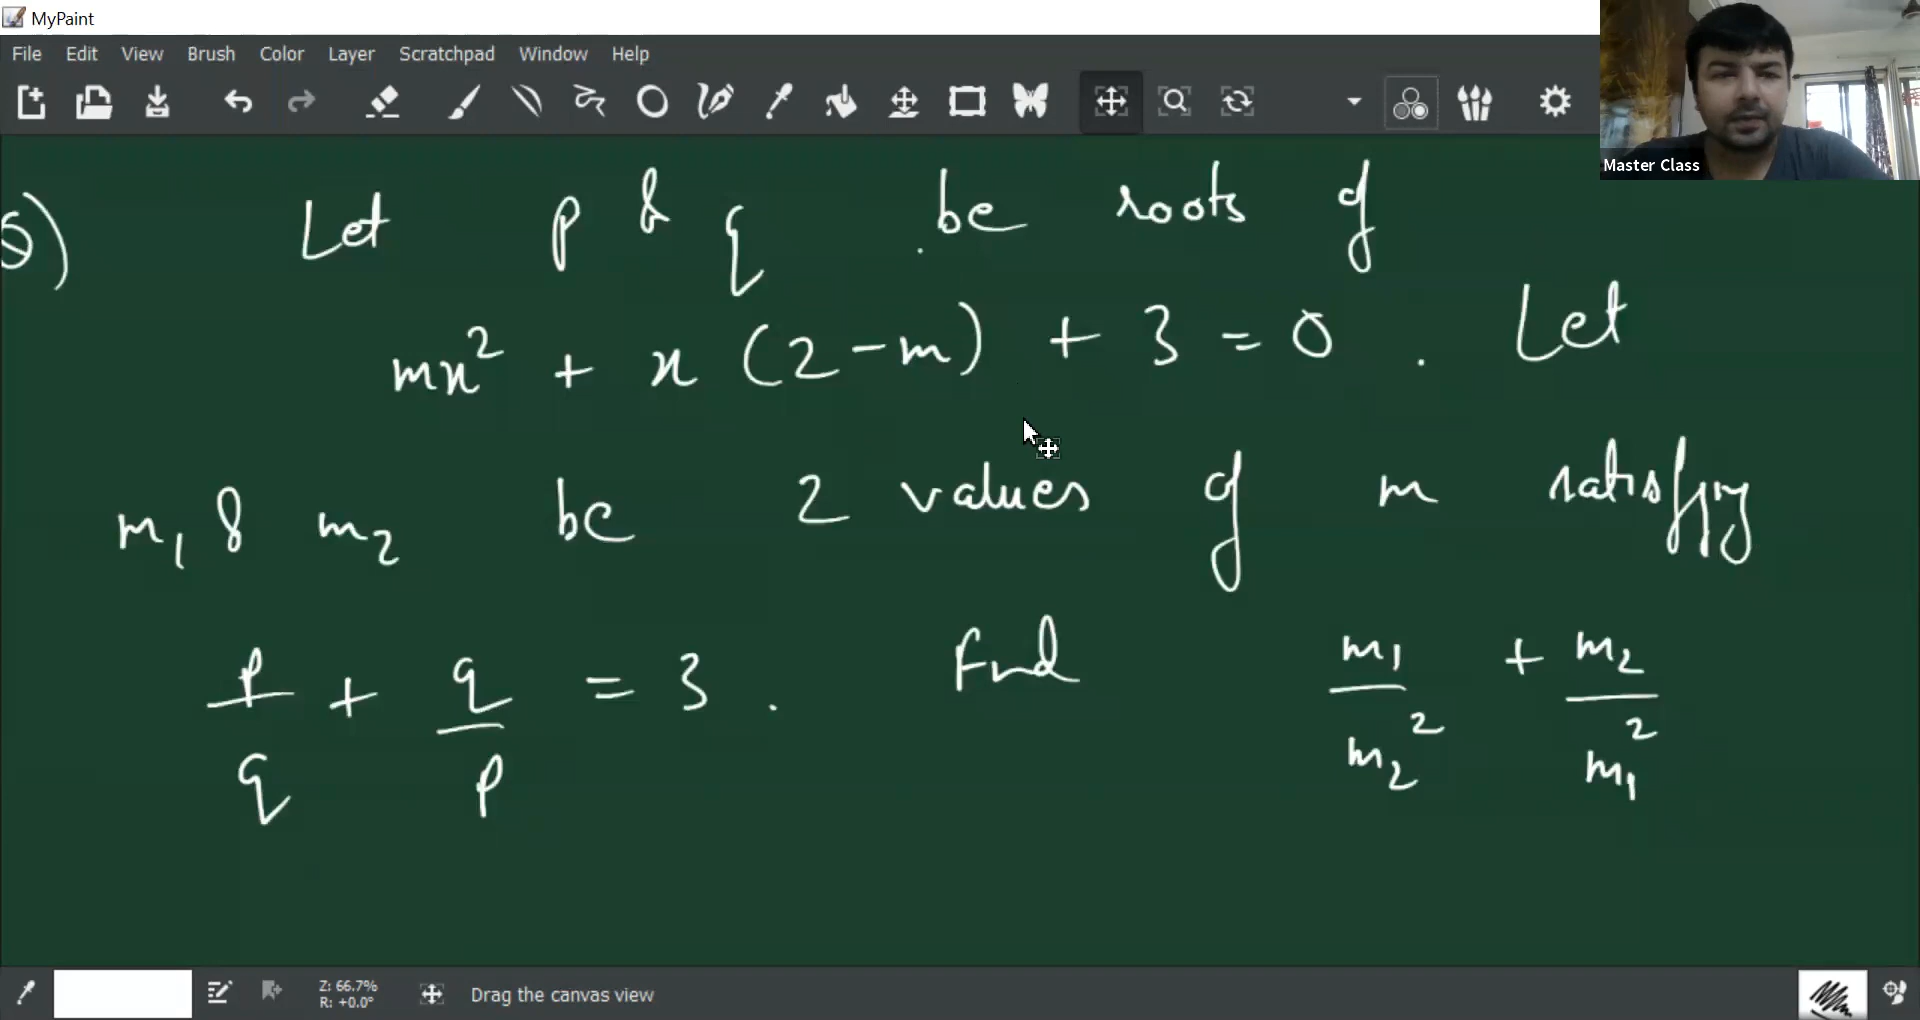 MyPaint
File Edit View Brush Color Layer Scratchpad Window Help
Master Class
Q) Let p & q be roots of
mx² + x (2-m) + 3 = 0 . Let
m₁ & m₂ be 2 values of m satisfy
p/q + q/p = 3 . Find m₁/m₂² + m₂/m₁²
Z: 66.7%
R: +0.0°
Drag the canvas view